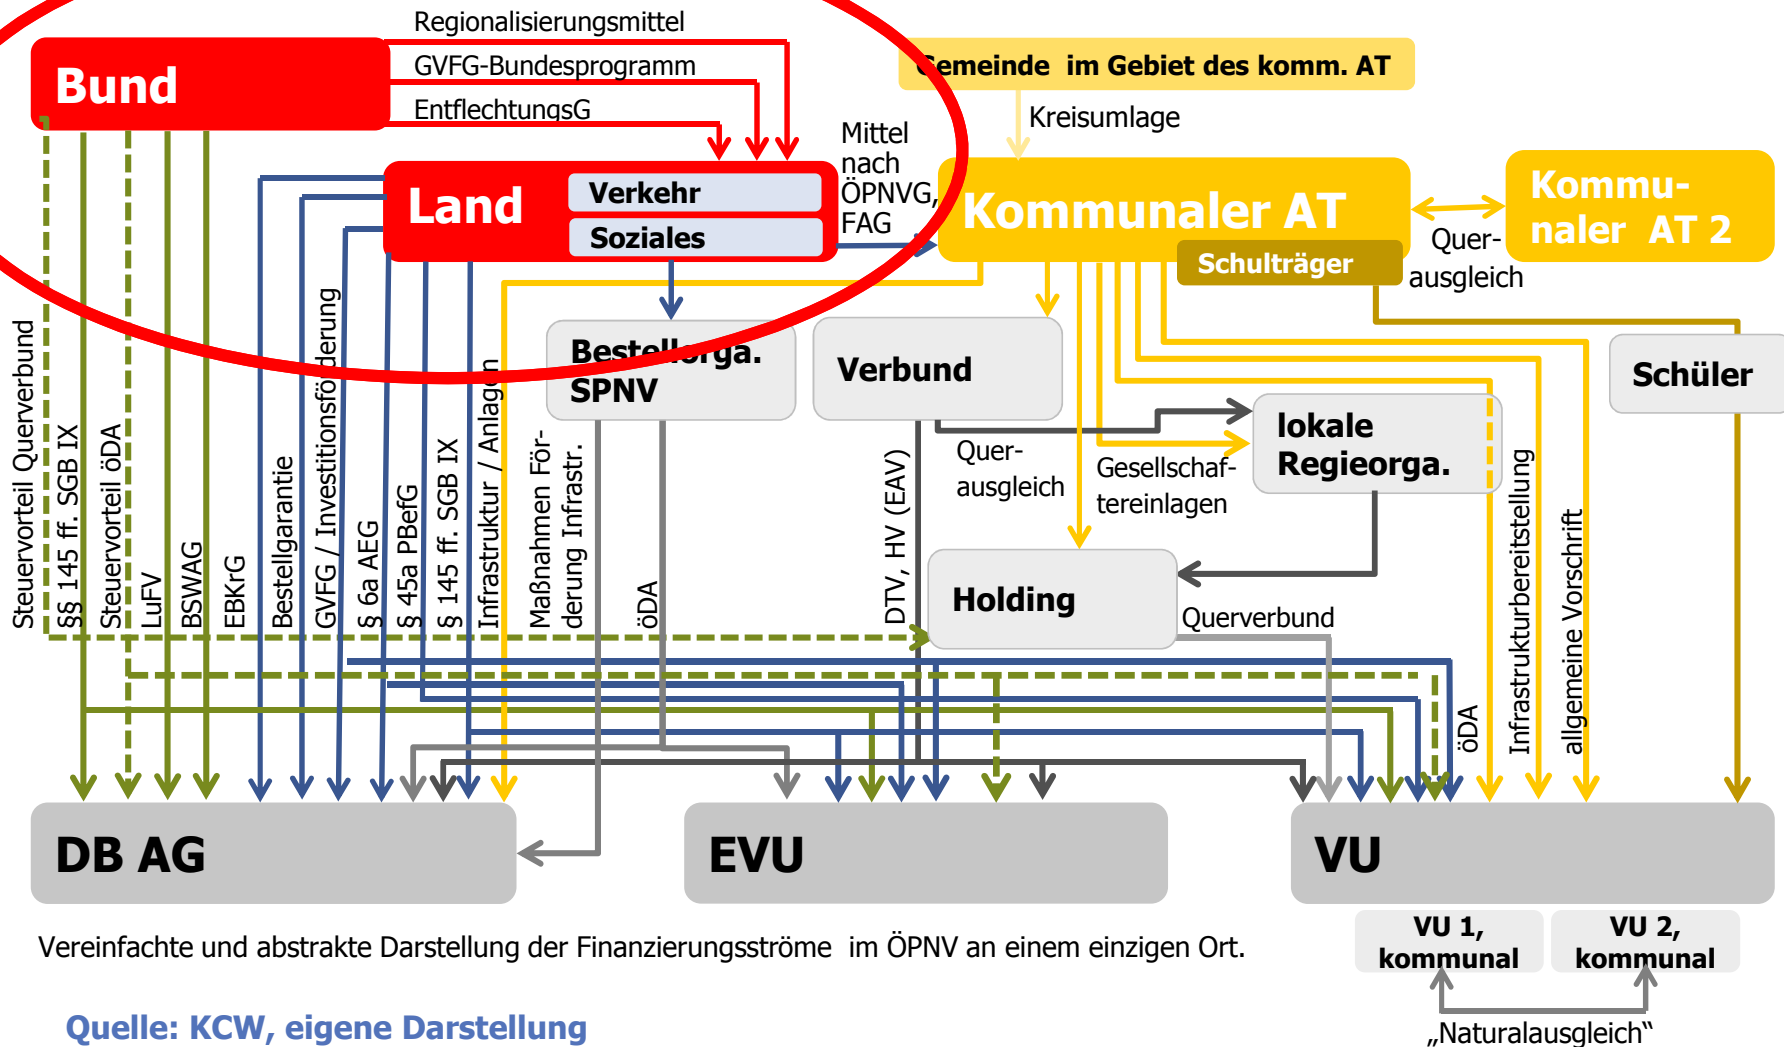 Regionalisierungsmittel
Bund
GVFG-Bundesprogramm
EntflechtungsG
Gemeinde im Gebiet des komm. AT
Kreisumlage
Mittel
nach
ÖPNVG,
FAG
Land
Verkehr
Soziales
Kommunaler AT
Schulträger
Kommu-
naler AT 2
Quer-
ausgleich
Bestellorga.
SPNV
Verbund
Schüler
lokale
Regieorga.
Quer-
ausgleich
Gesellschaf-
tereinlagen
Holding
Querverbund
Steuervorteil Querverbund
§§ 145 ff. SGB IX
Steuervorteil öDA
LuFV
BSWAG
EBKrG
Bestellgarantie
GVFG / Investitionsförderung
§ 6a AEG
§ 45a PBefG
§ 145 ff. SGB IX
Infrastruktur / Anlagen
Maßnahmen För-
derung Infrastr.
öDA
DTV, HV (EAV)
öDA
Infrastrukturbereitstellung
allgemeine Vorschrift
DB AG
EVU
VU
VU 1,
kommunal
VU 2,
kommunal
„Naturalausgleich“
Vereinfachte und abstrakte Darstellung der Finanzierungsströme im ÖPNV an einem einzigen Ort.
Quelle: KCW, eigene Darstellung